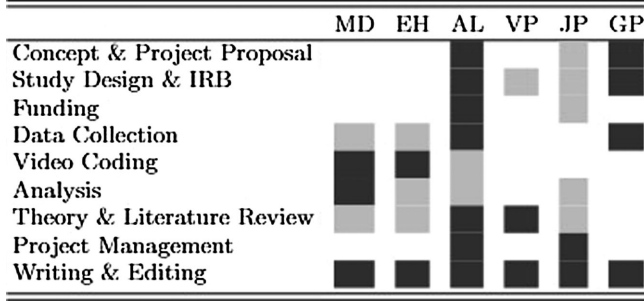 MD EH AL VP JP GP
Concept & Project Proposal
Study Design & IRB
Funding
Data Collection
Video Coding
Analysis
Theory & Literature Review
Project Management
Writing & Editing